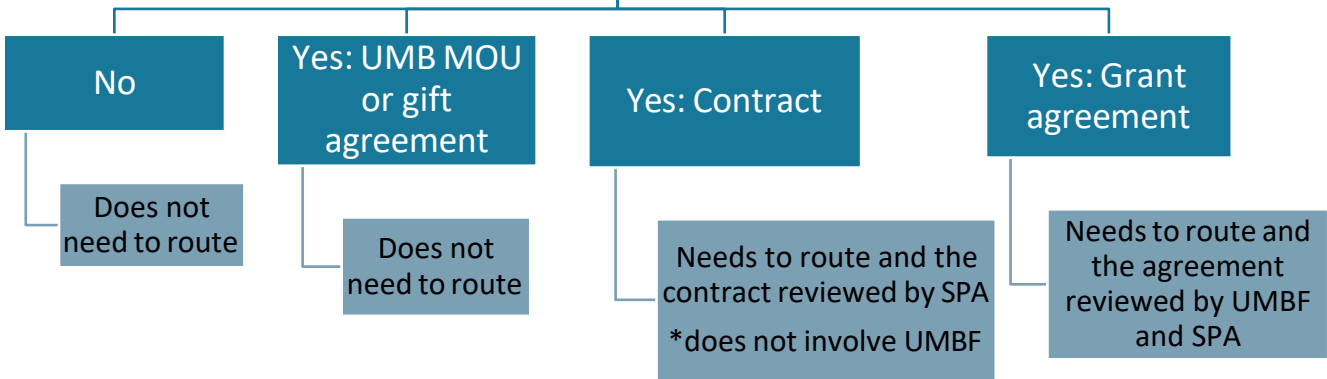 No
Does not
need to route
Yes: UMB MOU
or gift
agreement
Does not
need to route
Yes: Contract
Needs to route and the
contract reviewed by SPA
*does not involve UMBF
Yes: Grant
agreement
Needs to route and
the agreement
reviewed by UMBF
and SPA